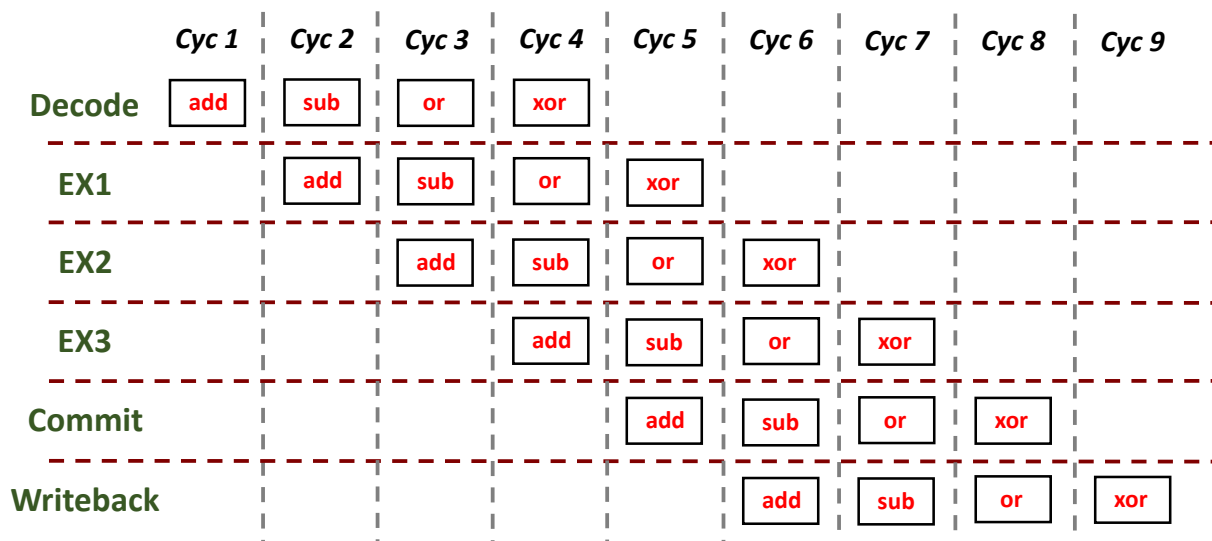 Cyc 1 Cyc 2 Cyc 3 Cyc 4 Cyc 5 Cyc 6 Cyc 7 Cyc 8 Cyc 9
Decode add sub or xor
EX1 add sub or xor
EX2 add sub or xor
EX3 add sub or xor
Commit add sub or xor
Writeback add sub or xor